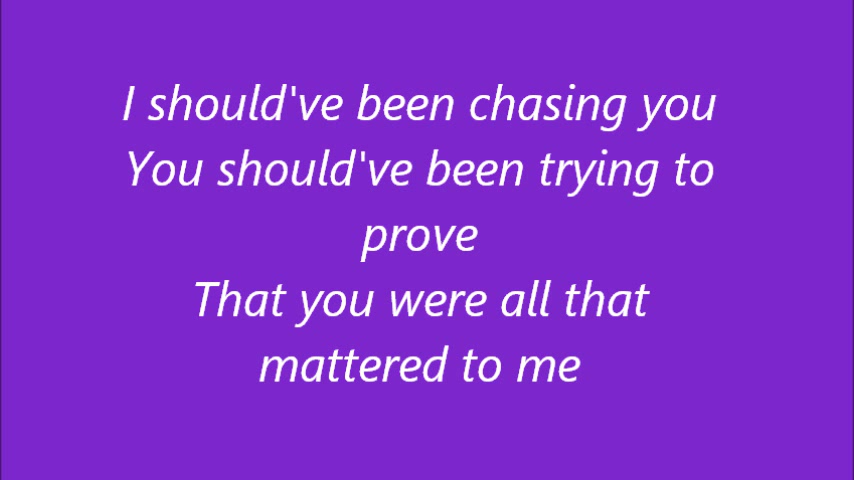 I should've been chasing you
You should've been trying to
prove
That you were all that
mattered to me